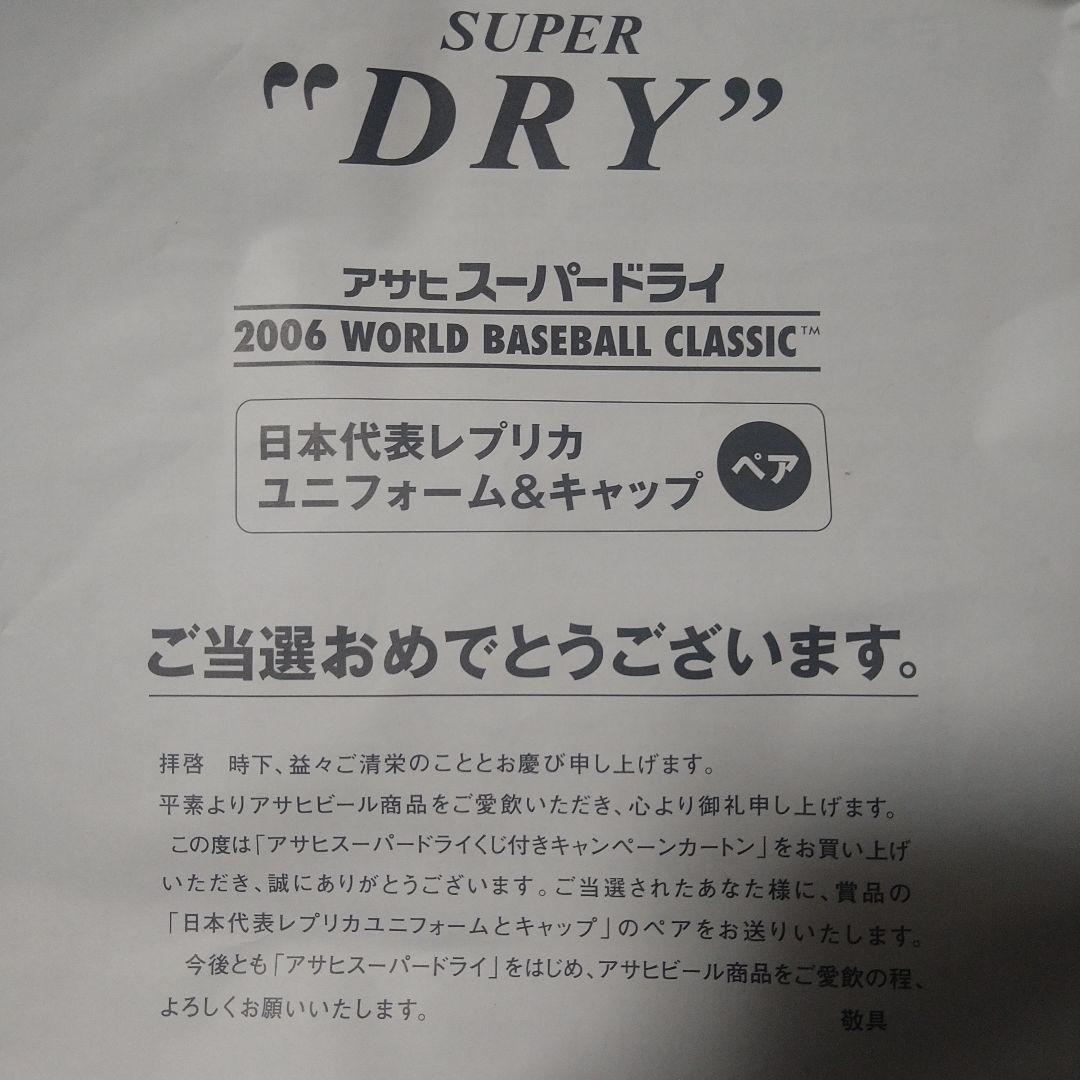 SUPER
"DRY"
アサヒスーパードライ
2006 WORLD BASEBALL CLASSIC™
日本代表レプリカ
ユニフォーム&キャップ
ペア
ご当選おめでとうございます。
拝啓　時下、益々ご清栄のこととお慶び申し上げます。
平素よりアサヒビール商品をご愛飲いただき、心より御礼申し上げます。
この度は「アサヒスーパードライくじ付きキャンペーンカートン」をお買い上げ
いただき、誠にありがとうございます。ご当選されたあなた様に、賞品の
「日本代表レプリカユニフォームとキャップ」のペアをお送りいたします。
今後とも「アサヒスーパードライ」をはじめ、アサヒビール商品をご愛飲の程、
よろしくお願いいたします。
敬具